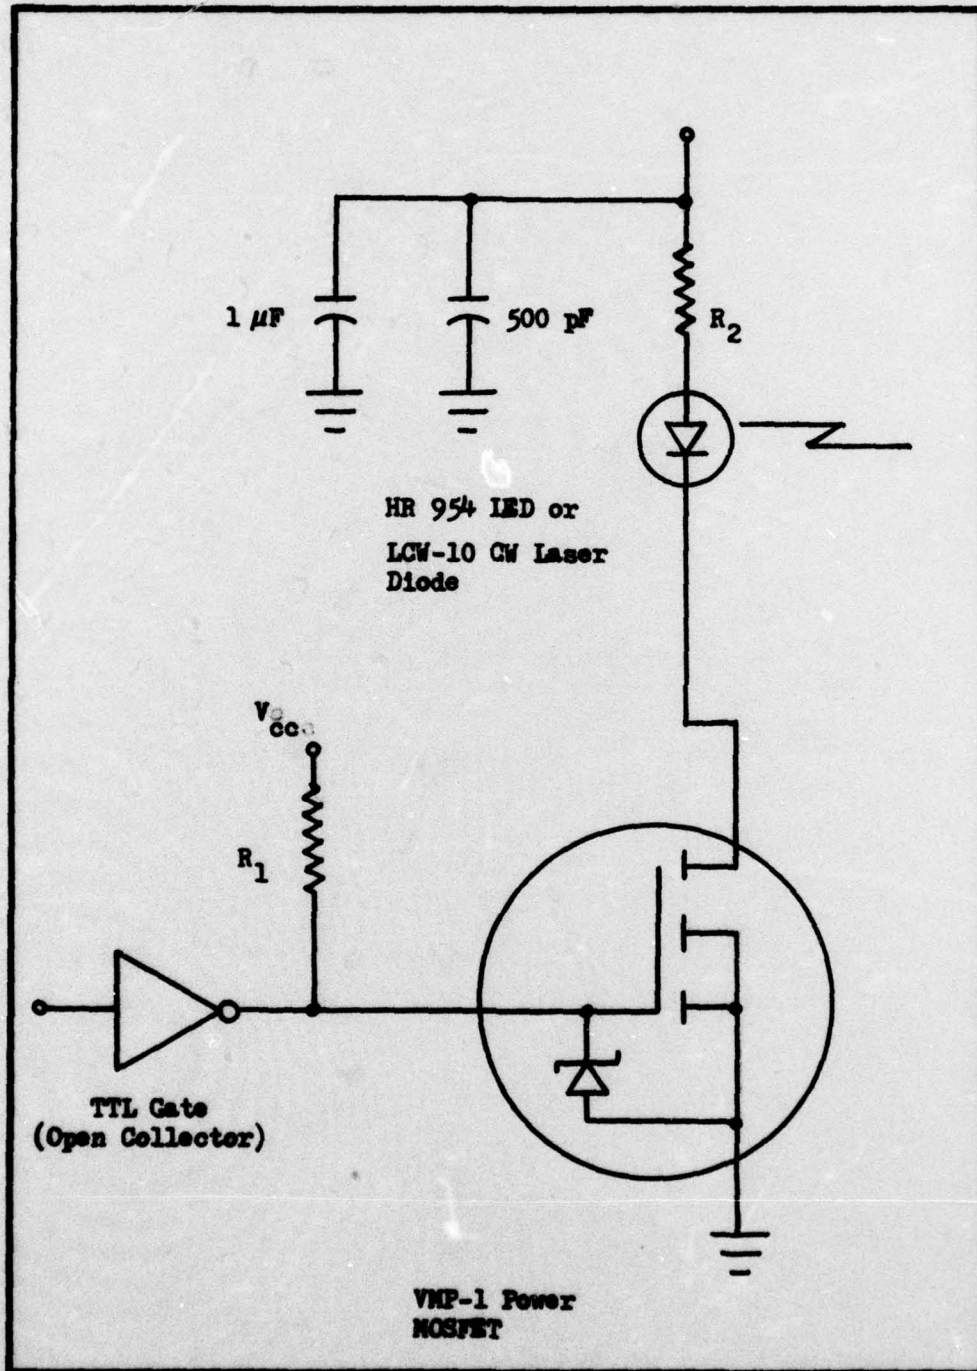 1 µF
500 pF
R2
HR 954 LED or
LCW-10 CW Laser
Diode
Vcc
R1
TTL Gate
(Open Collector)
VMP-1 Power
MOSFET